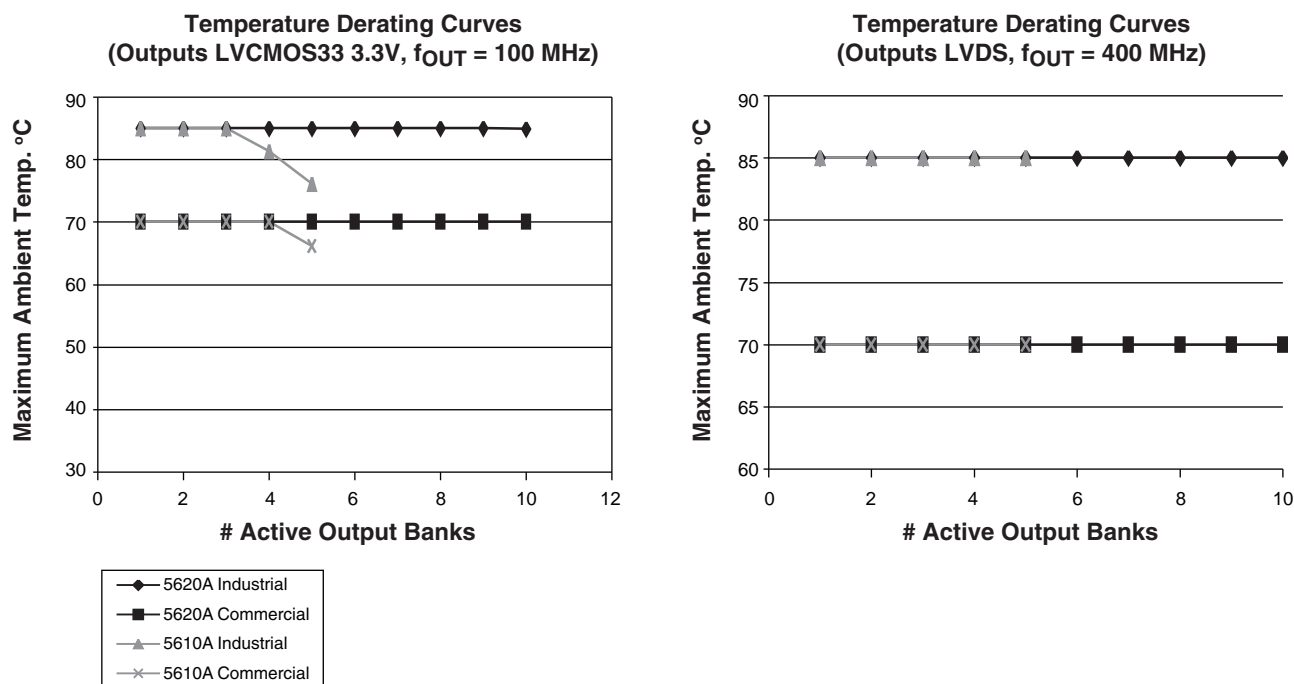 Temperature Derating Curves
(Outputs LVCMOS33 3.3V, fOUT = 100 MHz)
Maximum Ambient Temp. °C
90
80
70
60
50
40
30
0
2
4
6
8
10
12
# Active Output Banks
5620A Industrial
5620A Commercial
5610A Industrial
5610A Commercial
Temperature Derating Curves
(Outputs LVDS, fOUT = 400 MHz)
Maximum Ambient Temp. °C
90
85
80
75
70
65
60
0
2
4
6
8
10
# Active Output Banks